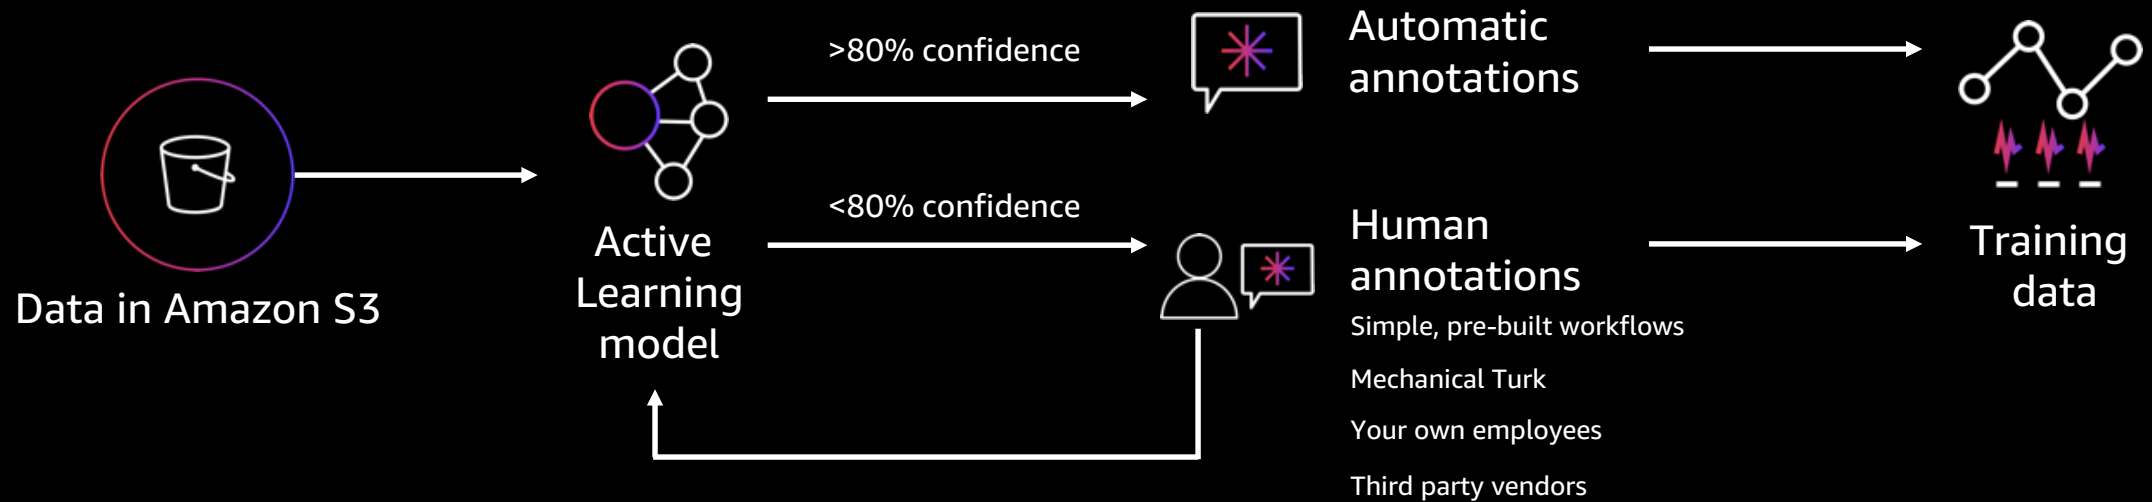 Data in Amazon S3
Active
Learning
model
>80% confidence
<80% confidence
Automatic
annotations
Human
annotations
Simple, pre-built workflows
Mechanical Turk
Your own employees
Third party vendors
Training
data